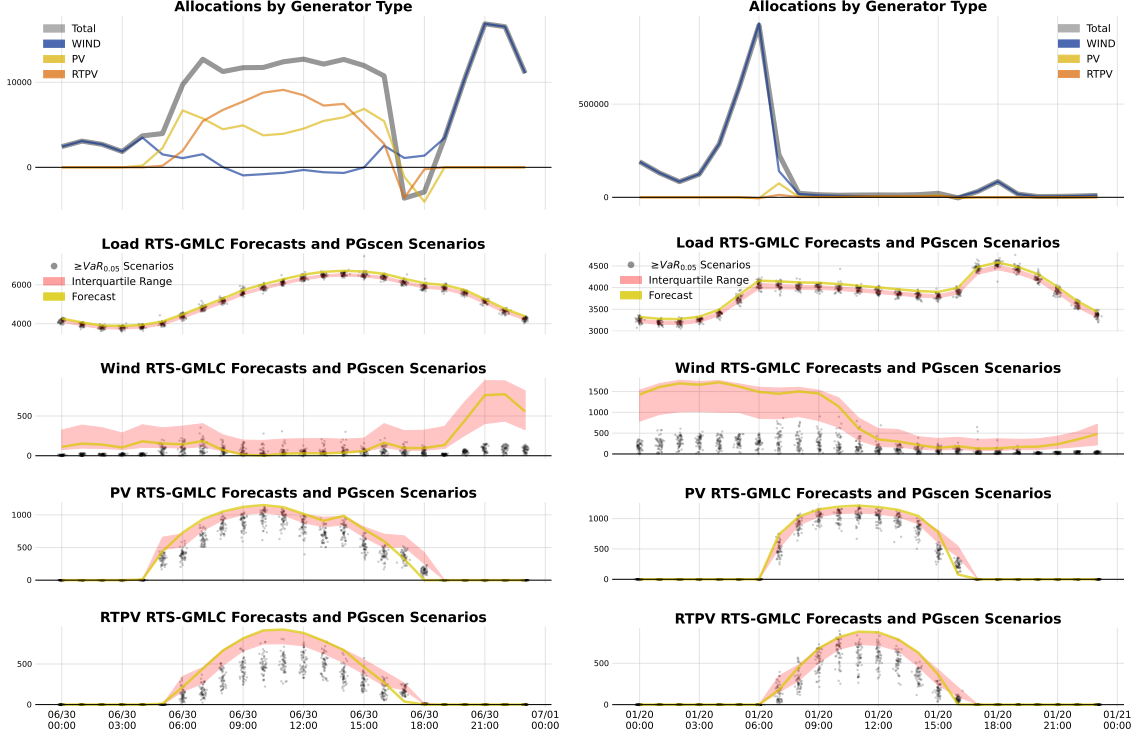 Allocations by Generator Type
Total
WIND
PV
RTPV
10000
0
Load RTS-GMLC Forecasts and PGscen Scenarios
≥VaR0.05 Scenarios
Interquartile Range
Forecast
6000
4000
Wind RTS-GMLC Forecasts and PGscen Scenarios
500
0
PV RTS-GMLC Forecasts and PGscen Scenarios
1000
500
0
RTPV RTS-GMLC Forecasts and PGscen Scenarios
500
0
06/30 06/30 06/30 06/30 06/30 06/30 06/30 06/30 07/01
00:00 03:00 06:00 09:00 12:00 15:00 18:00 21:00 00:00
Allocations by Generator Type
Total
WIND
PV
RTPV
500000
0
Load RTS-GMLC Forecasts and PGscen Scenarios
≥VaR0.05 Scenarios
Interquartile Range
Forecast
4500
4000
3500
3000
Wind RTS-GMLC Forecasts and PGscen Scenarios
1500
1000
500
0
PV RTS-GMLC Forecasts and PGscen Scenarios
1000
500
0
RTPV RTS-GMLC Forecasts and PGscen Scenarios
500
0
01/20 01/20 01/20 01/20 01/20 01/20 01/20 01/20 01/21
00:00 03:00 06:00 09:00 12:00 15:00 18:00 21:00 00:00